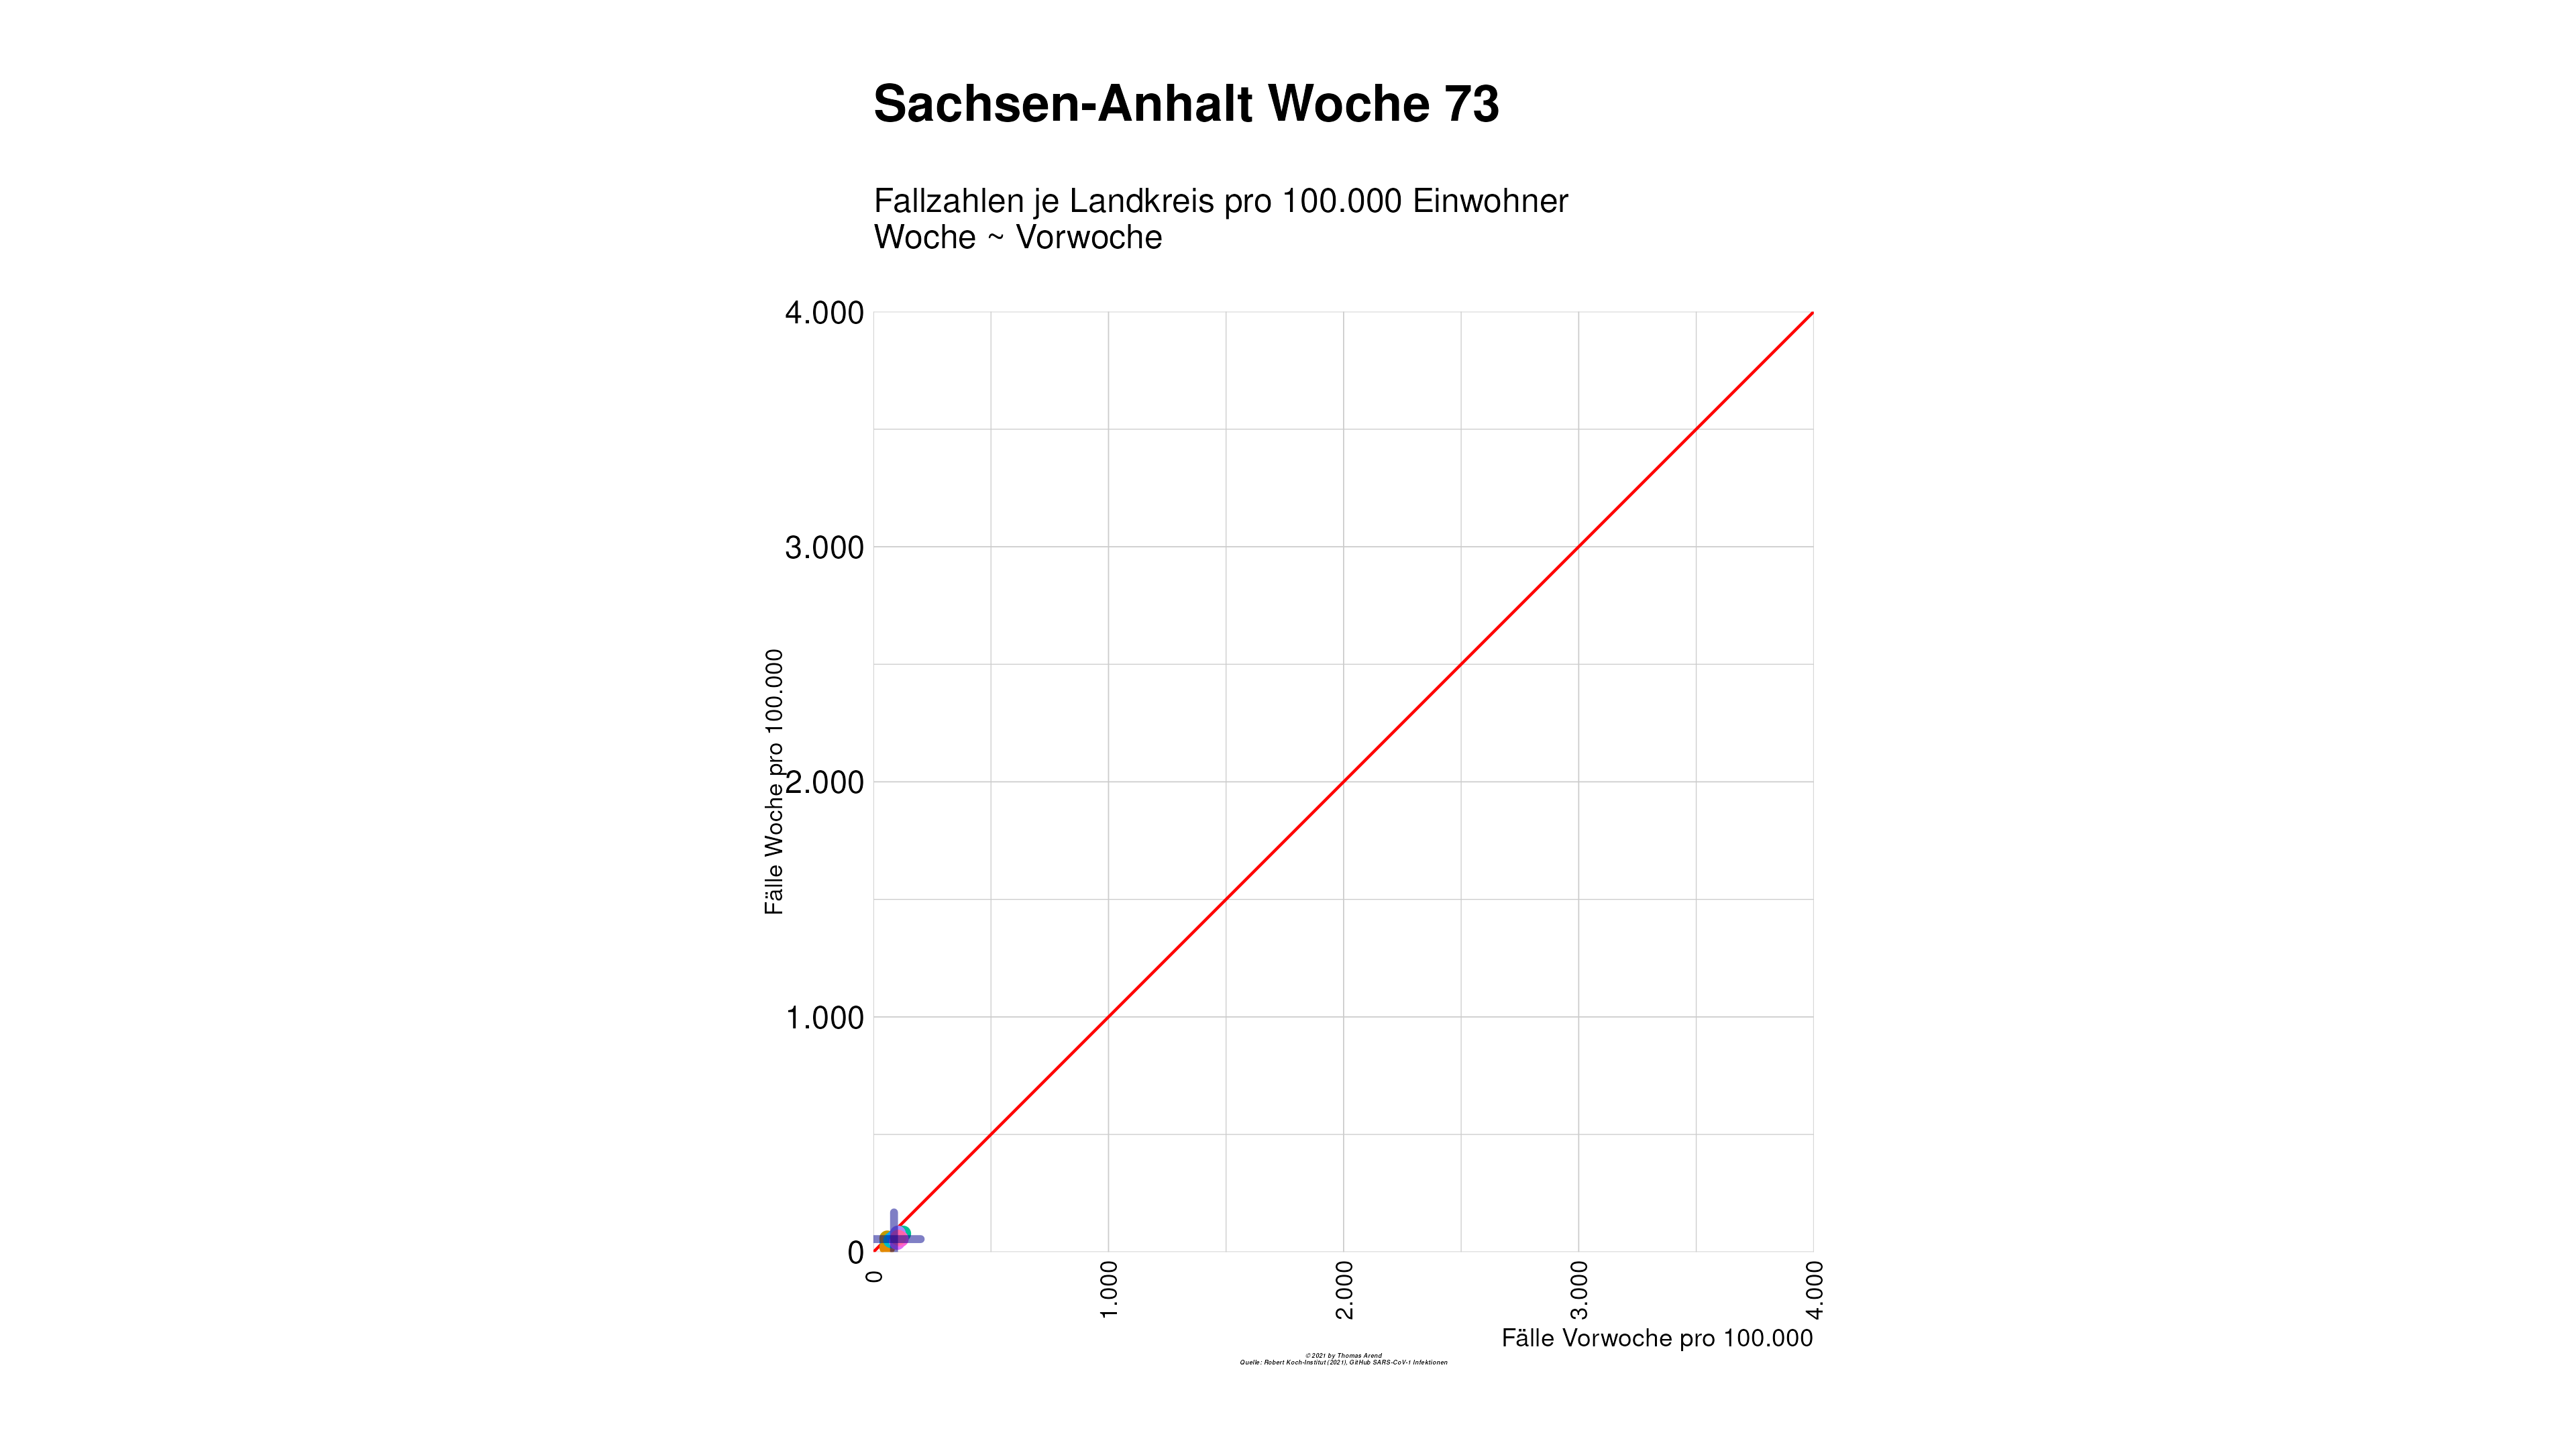 Sachsen-Anhalt Woche 73
Fallzahlen je Landkreis pro 100.000 Einwohner
Woche ~ Vorwoche
4.000
3.000
2.000
1.000
0
Fälle Woche pro 100.000
0
1.000
2.000
3.000
4.000
Fälle Vorwoche pro 100.000
© 2021 by Thomas Arend
Quelle: Robert Koch-Institut (2021), GitHub SARS-CoV-1 Infektionen